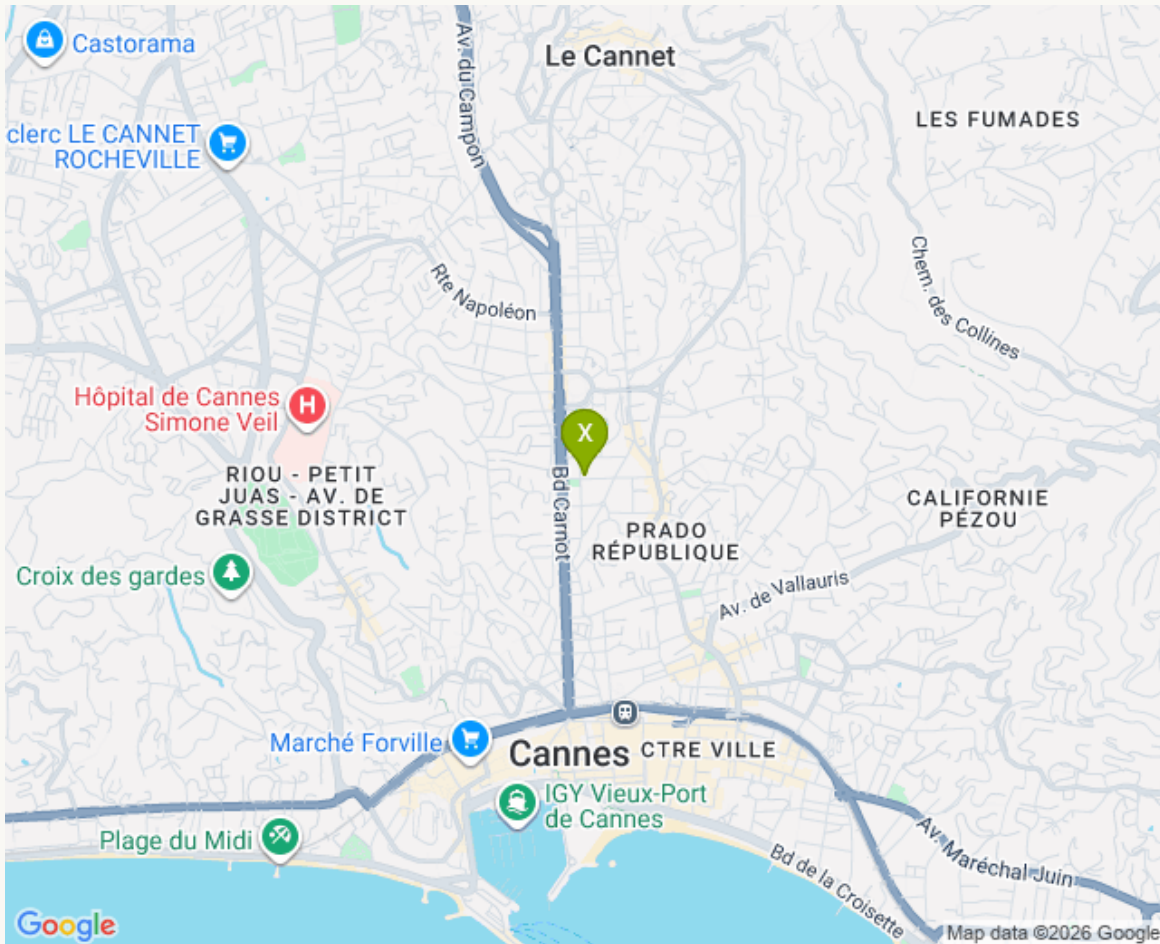 Castorama
Le Cannet
Av. du Campon
LES FUMADES
clerc LE CANNET
ROCHEVILLE
Chem. des Collines
Rte Napoléon
Hôpital de Cannes
Simone Veil
H
X
Bd Carnot
RIOU - PETIT
JUAS - AV. DE
GRASSE DISTRICT
CALIFORNIE
PÉZOU
PRADO
RÉPUBLIQUE
Croix des gardes
Av. de Vallauris
Marché Forville
Cannes
CTRE VILLE
IGY Vieux-Port
de Cannes
Plage du Midi
Av. Maréchal Juin
Bd de la Croisette
Google
Map data ©2026 Google